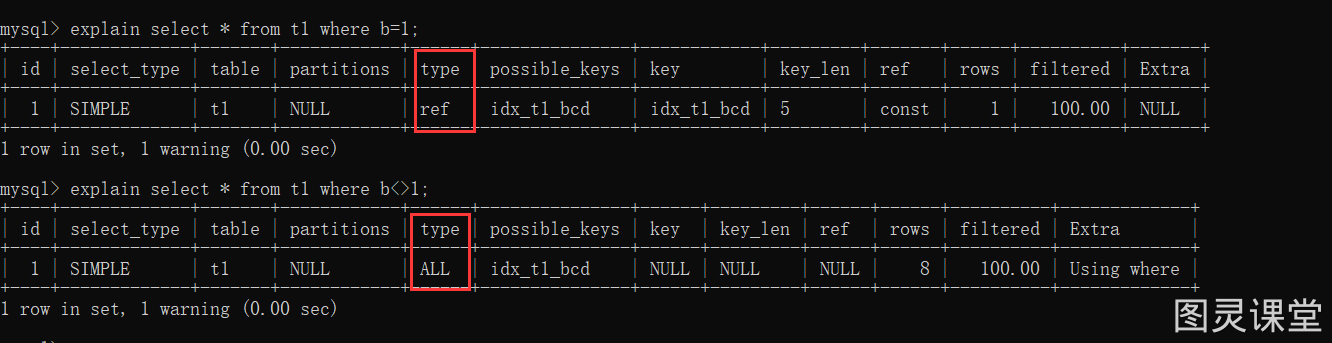 mysql> explain select * from t1 where b=1;
+----+-------------+-------+------------+------+---------------+------------+---------+-------+------+----------+-------+
| id | select_type | table | partitions | type | possible_keys | key | key_len | ref | rows | filtered | Extra |
+----+-------------+-------+------------+------+---------------+------------+---------+-------+------+----------+-------+
| 1 | SIMPLE | t1 | NULL | ref | idx_t1_bcd | idx_t1_bcd | 5 | const | 1 | 100.00 | NULL |
+----+-------------+-------+------------+------+---------------+------------+---------+-------+------+----------+-------+
1 row in set, 1 warning (0.00 sec)
mysql> explain select * from t1 where b<>1;
+----+-------------+-------+------------+------+---------------+------+---------+------+------+----------+-------------+
| id | select_type | table | partitions | type | possible_keys | key | key_len | ref | rows | filtered | Extra |
+----+-------------+-------+------------+------+---------------+------+---------+------+------+----------+-------------+
| 1 | SIMPLE | t1 | NULL | ALL | idx_t1_bcd | NULL | NULL | NULL | 8 | 100.00 | Using where |
+----+-------------+-------+------------+------+---------------+------+---------+------+------+----------+-------------+
1 row in set, 1 warning (0.00 sec)
图灵课堂